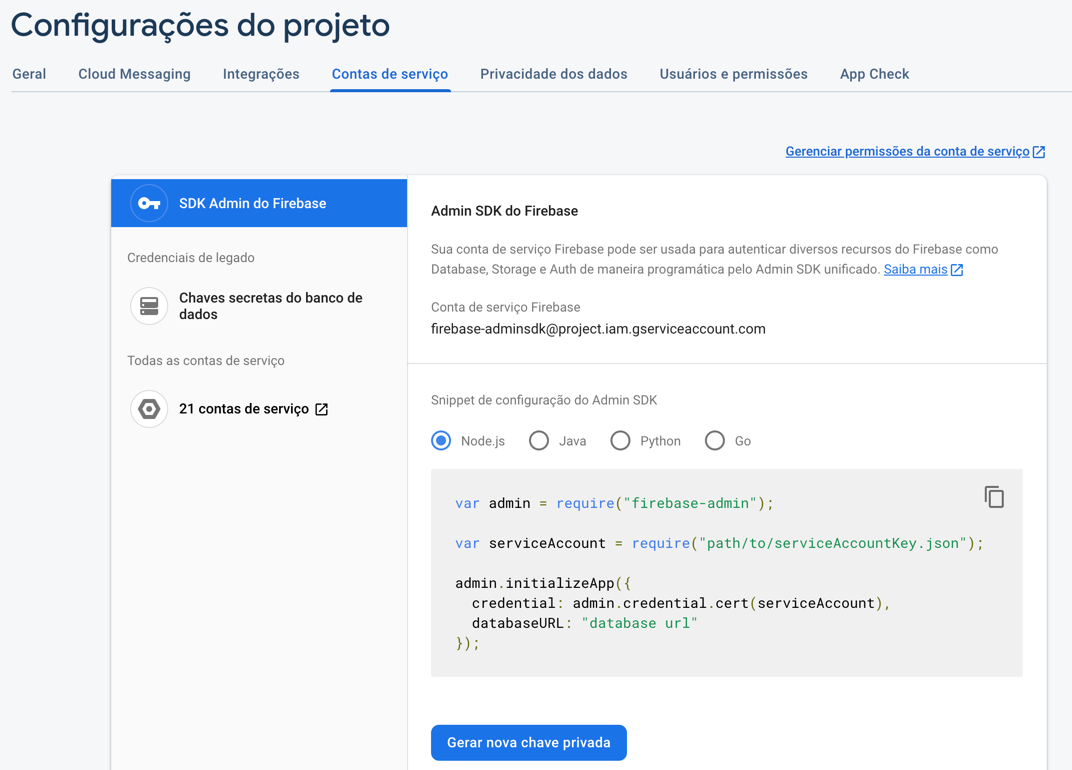 Configurações do projeto
Geral Cloud Messaging Integrações Contas de serviço Privacidade dos dados Usuários e permissões App Check
Gerenciar permissões da conta de serviço
SDK Admin do Firebase
Credenciais de legado
Chaves secretas do banco de
dados
Todas as contas de serviço
21 contas de serviço
Admin SDK do Firebase
Sua conta de serviço Firebase pode ser usada para autenticar diversos recursos do Firebase como
Database, Storage e Auth de maneira programática pelo Admin SDK unificado. Saiba mais
Conta de serviço Firebase
firebase-adminsdk@project.iam.gserviceaccount.com
Snippet de configuração do Admin SDK
Node.js Java Python Go
var admin = require("firebase-admin");
var serviceAccount = require("path/to/serviceAccountKey.json");
admin.initializeApp({
  credential: admin.credential.cert(serviceAccount),
  databaseURL: "database url"
});
Gerar nova chave privada